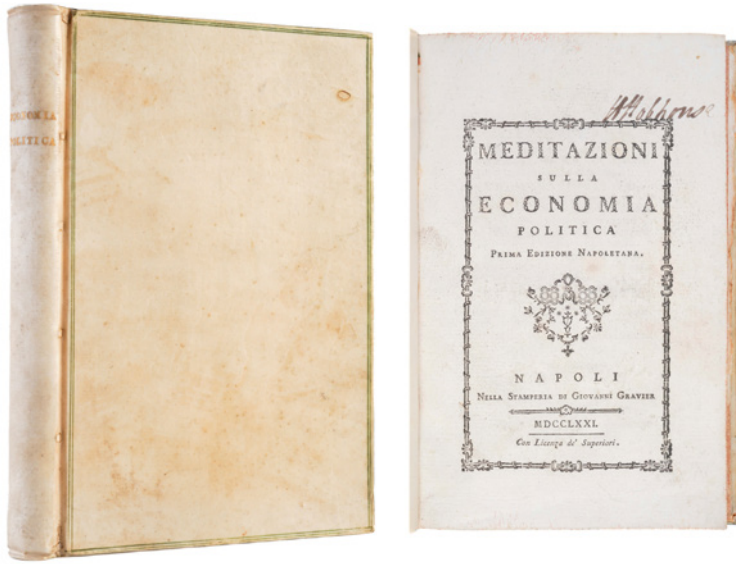 ECONOMIA
POLITICA
MEDITAZIONI
SULLA
ECONOMIA
POLITICA
PRIMA EDIZIONE NAPOLETANA.
NAPOLI
NELLA STAMPERIA DI GIOVANNI GRAVIER
MDCCLXXI.
Con Licenza de' Superiori.